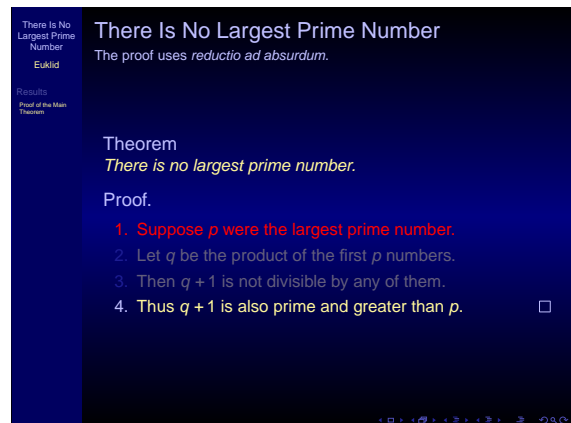 There Is No
Largest Prime
Number
Euklid
Results
Proof of the Main
Theorem
There Is No Largest Prime Number
The proof uses reductio ad absurdum.
Theorem
There is no largest prime number.
Proof.
1. Suppose p were the largest prime number.
2. Let q be the product of the first p numbers.
3. Then q + 1 is not divisible by any of them.
4. Thus q + 1 is also prime and greater than p. □